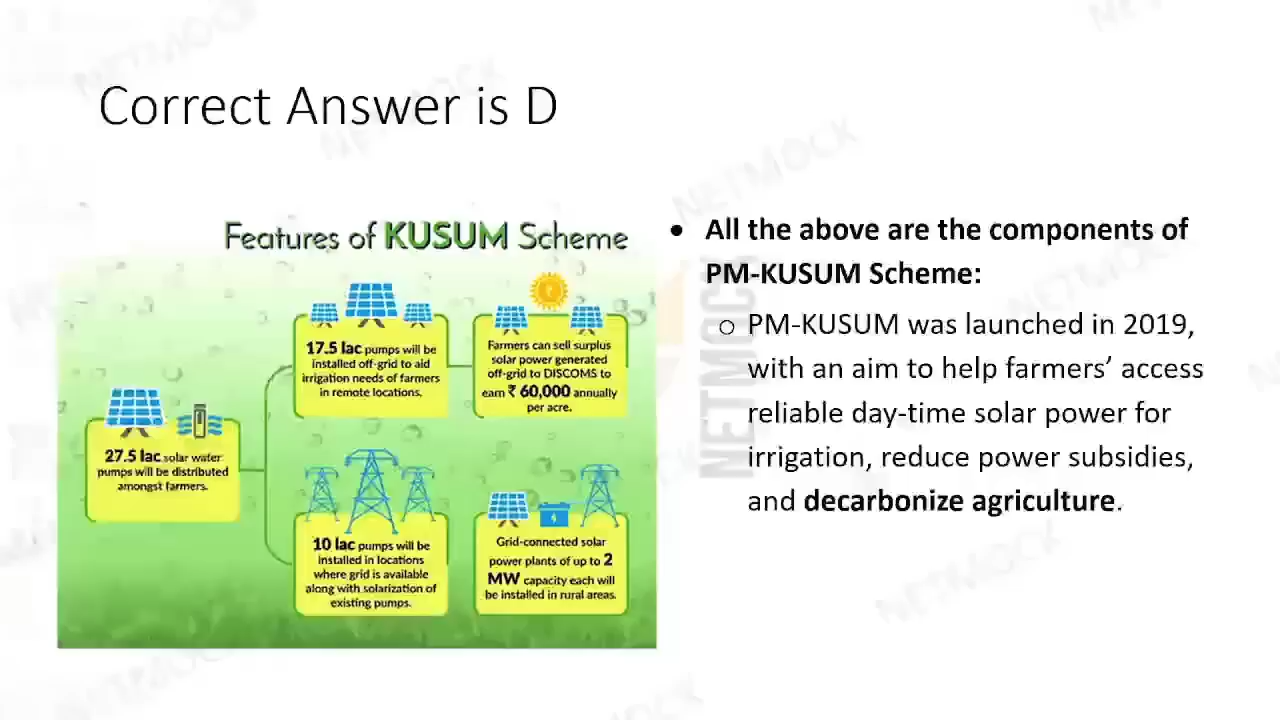 Correct Answer is D
Features of KUSUM Scheme
27.5 lac solar water
pumps will be distributed
amongst farmers.
17.5 lac pumps will be
installed off-grid to aid
irrigation needs of farmers
in remote locations.
Farmers can sell surplus
solar power generated
off-grid to DISCOMS to
earn ₹ 60,000 annually
per acre.
10 lac pumps will be
installed in locations
where grid is available
along with solarization of
existing pumps.
Grid-connected solar
power plants of up to 2
MW capacity each will
be installed in rural areas.
• All the above are the components of
PM-KUSUM Scheme:
o PM-KUSUM was launched in 2019,
with an aim to help farmers’ access
reliable day-time solar power for
irrigation, reduce power subsidies,
and decarbonize agriculture.
NETMOCK
NETMOCK
NETMOCK
NETMOCK
NETMOCK
NETMOCK